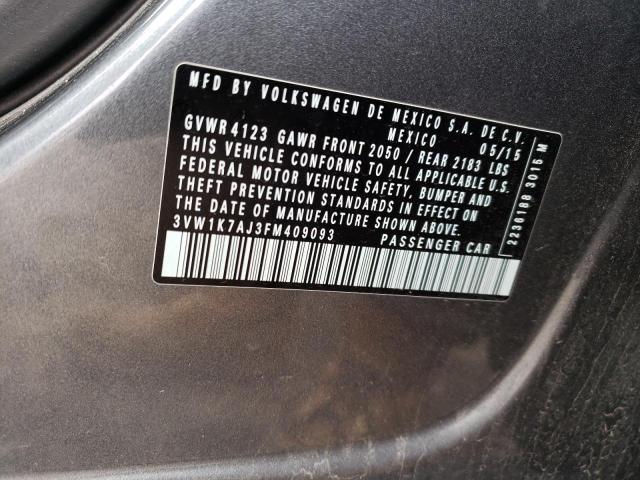 MFD BY VOLKSWAGEN DE MEXICO S.A. DE C.V.
MEXICO 05/15
GVWR 4123 GAWR FRONT 2050 / REAR 2183 LBS
THIS VEHICLE CONFORMS TO ALL APPLICABLE U.S.
FEDERAL MOTOR VEHICLE SAFETY, BUMPER AND
THEFT PREVENTION STANDARDS IN EFFECT ON
THE DATE OF MANUFACTURE SHOWN ABOVE.
3VW1K7AJ3FM409093 PASSENGER CAR
2236188 3016 M